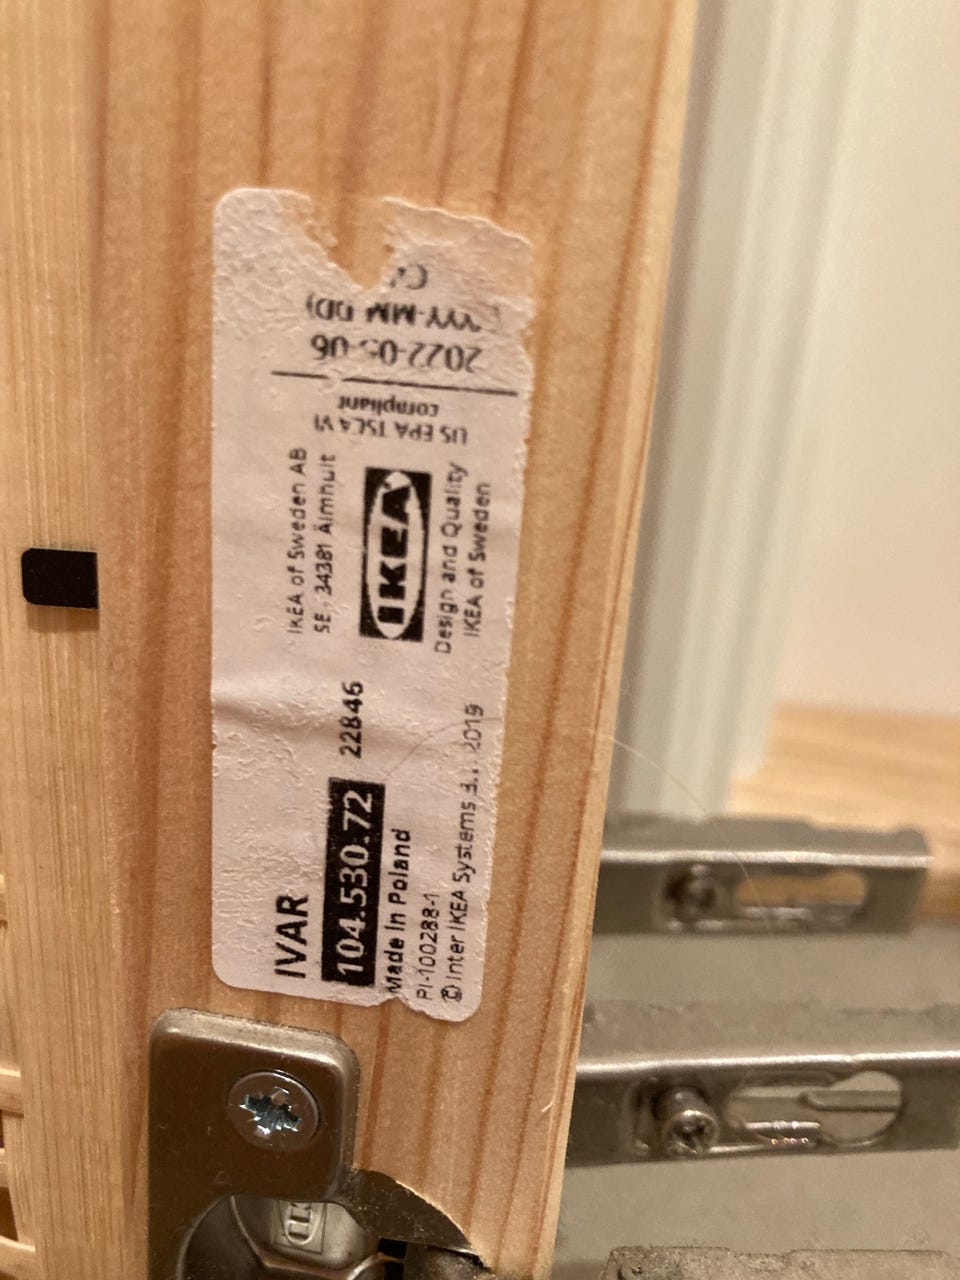 IVAR
104.530.72
22846
Made In Poland
PI-100288-1
© Inter IKEA Systems B.V. 2019
IKEA of Sweden AB
SE- 34381 Älmhult
IKEA
Design and Quality
IKEA of Sweden
US EPA TSCA VI
compliant
2022-05-06
YYY-MM-DD)